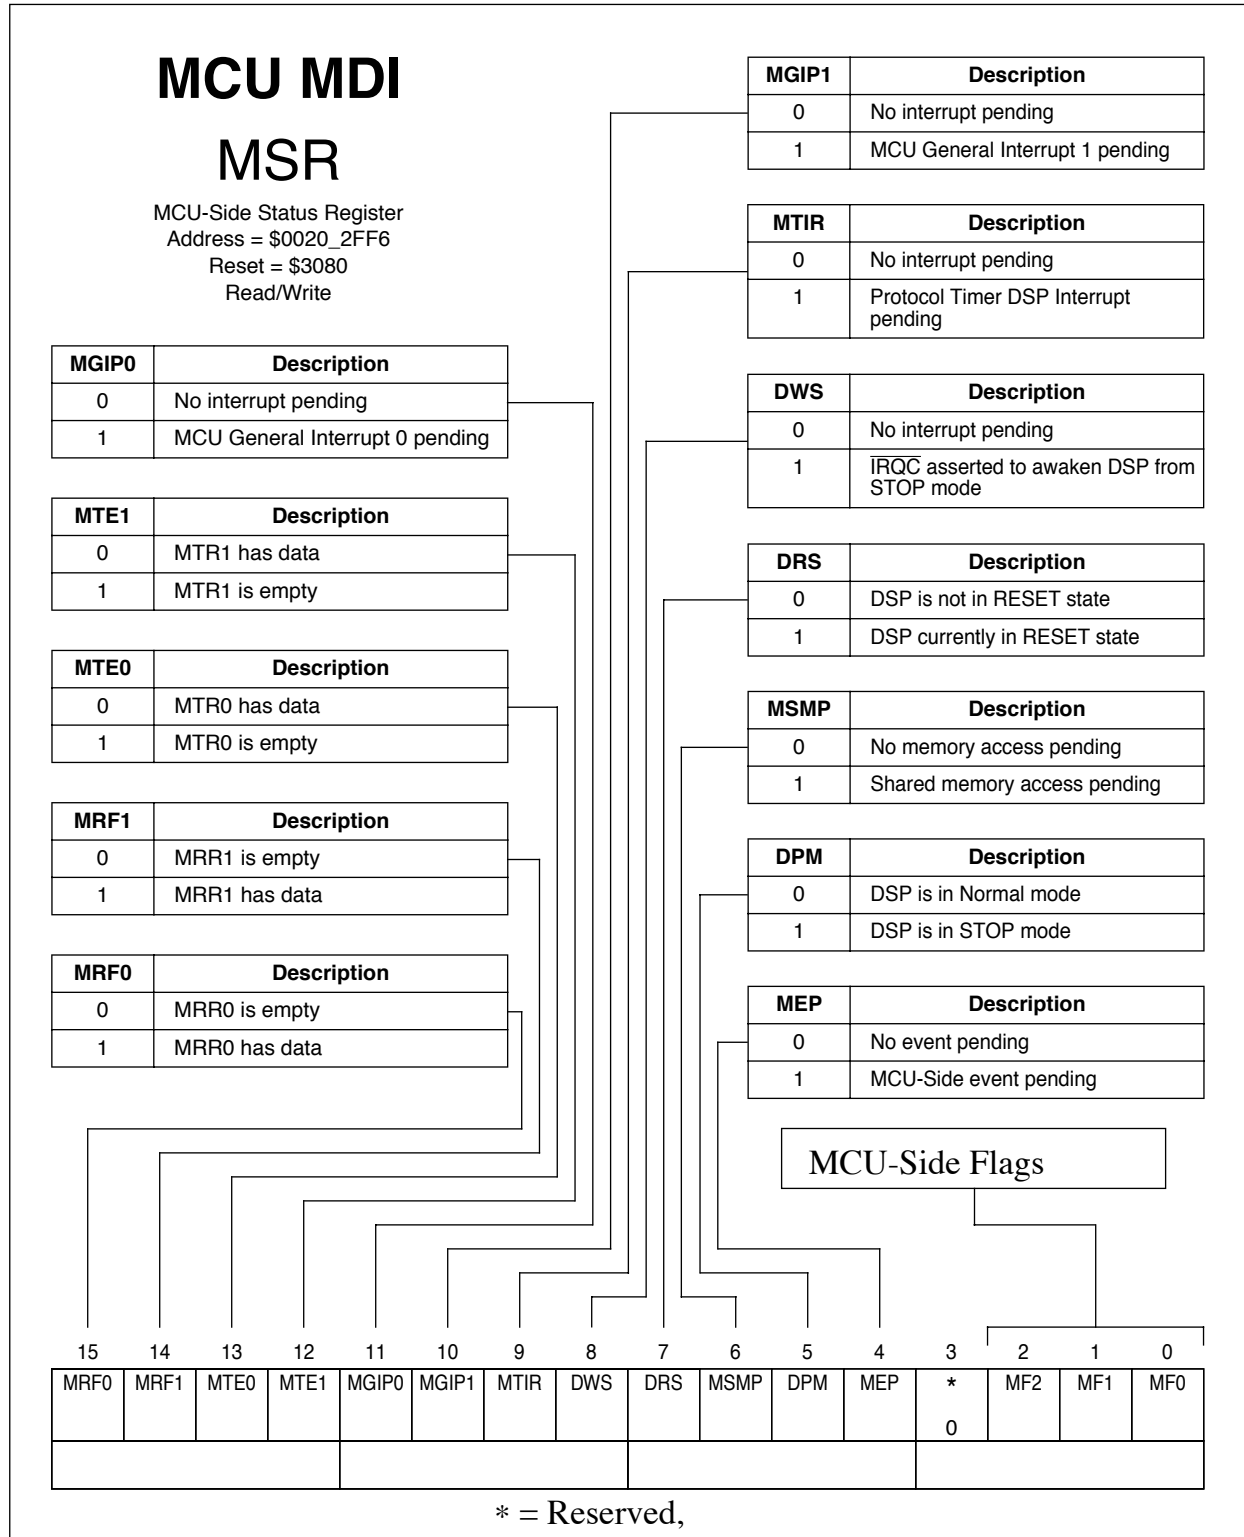 MCU MDI
MSR
MCU-Side Status Register
Address = $0020_2FF6
Reset = $3080
Read/Write
MGIP0 Description
0 No interrupt pending
1 MCU General Interrupt 0 pending
MTE1 Description
0 MTR1 has data
1 MTR1 is empty
MTE0 Description
0 MTR0 has data
1 MTR0 is empty
MRF1 Description
0 MRR1 is empty
1 MRR1 has data
MRF0 Description
0 MRR0 is empty
1 MRR0 has data
MGIP1 Description
0 No interrupt pending
1 MCU General Interrupt 1 pending
MTIR Description
0 No interrupt pending
1 Protocol Timer DSP Interrupt
pending
DWS Description
0 No interrupt pending
1 IRQC asserted to awaken DSP from
STOP mode
DRS Description
0 DSP is not in RESET state
1 DSP currently in RESET state
MSMP Description
0 No memory access pending
1 Shared memory access pending
DPM Description
0 DSP is in Normal mode
1 DSP is in STOP mode
MEP Description
0 No event pending
1 MCU-Side event pending
MCU-Side Flags
15 14 13 12 11 10 9 8 7 6 5 4 3 2 1 0
MRF0 MRF1 MTE0 MTE1 MGIP0 MGIP1 MTIR DWS DRS MSMP DPM MEP * MF2 MF1 MF0
0
* = Reserved,